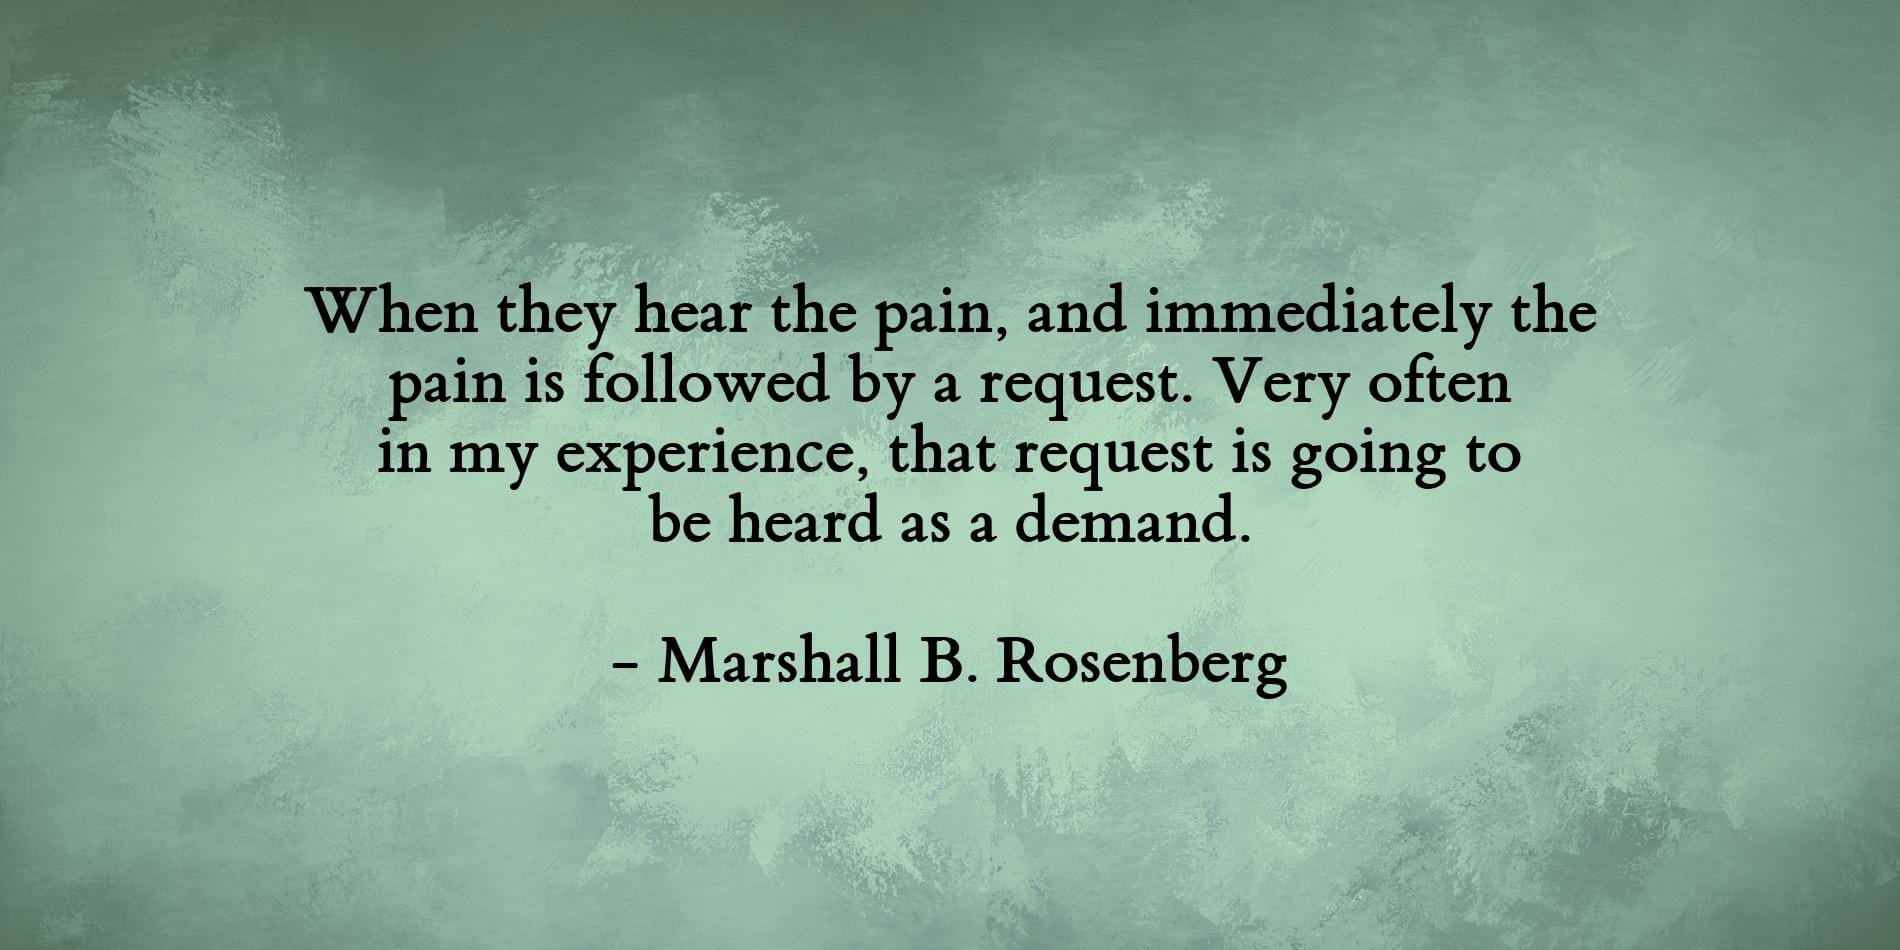 When they hear the pain, and immediately the
pain is followed by a request. Very often
in my experience, that request is going to
be heard as a demand.
– Marshall B. Rosenberg